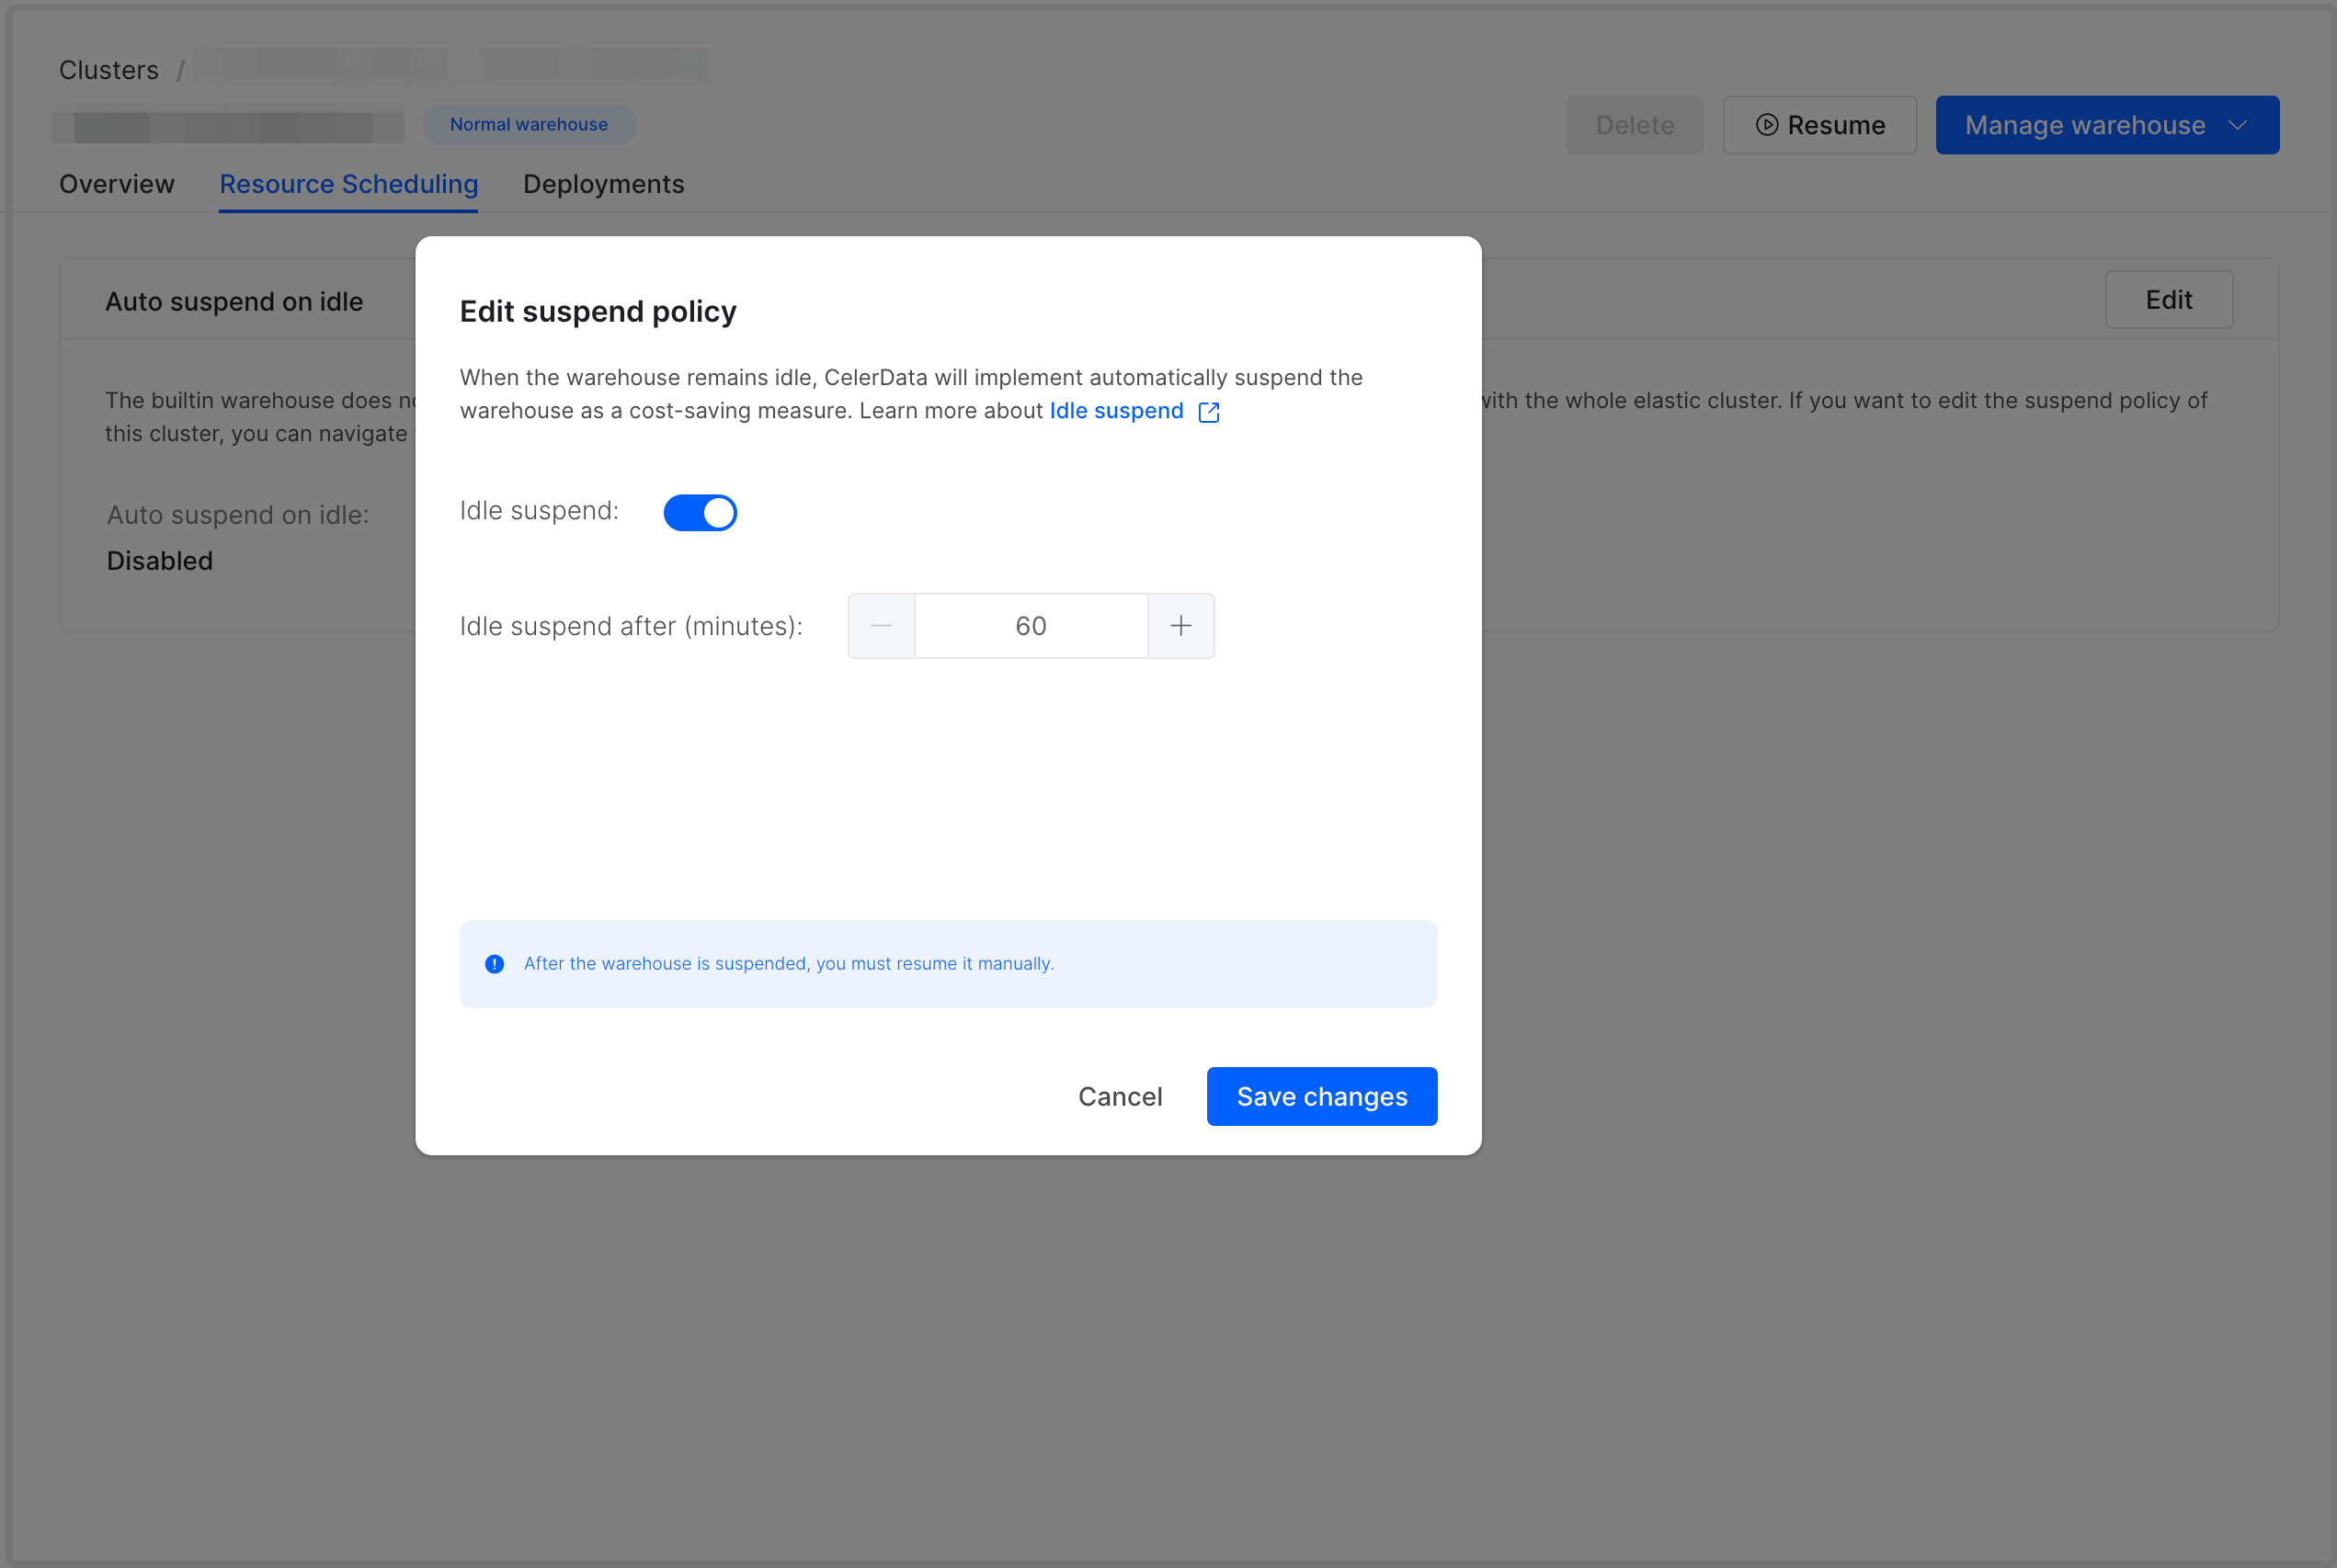 Clusters /
Normal warehouse
Delete
Resume
Manage warehouse
Overview
Resource Scheduling
Deployments
Auto suspend on idle
Edit
The builtin warehouse does
with the whole elastic cluster. If you want to edit the suspend policy of
this cluster, you can navigate
Auto suspend on idle:
Disabled
Edit suspend policy
When the warehouse remains idle, CelerData will implement automatically suspend the
warehouse as a cost-saving measure. Learn more about Idle suspend
Idle suspend:
Idle suspend after (minutes):
60
After the warehouse is suspended, you must resume it manually.
Cancel
Save changes